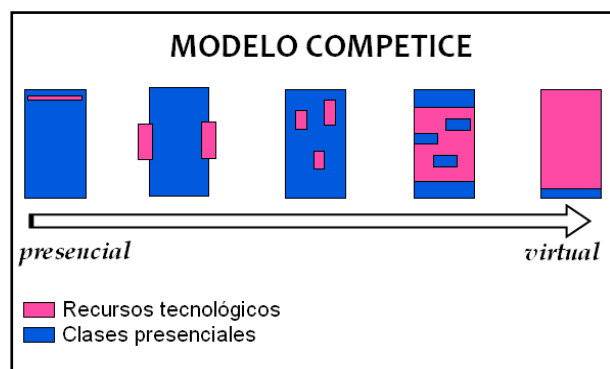 MODELO COMPETICE
presencial
virtual
Recursos tecnológicos
Clases presenciales